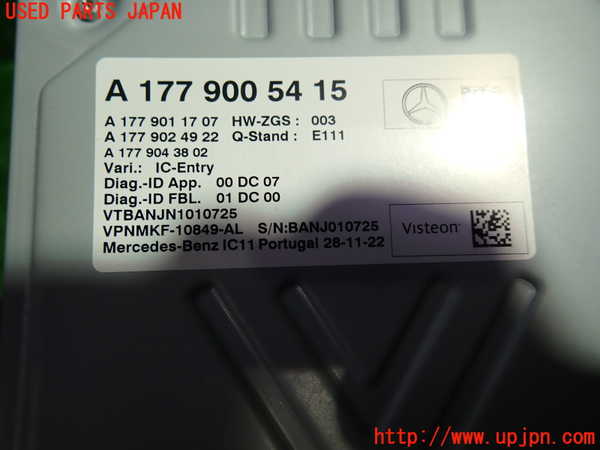 USED PARTS JAPAN
A 177 900 54 15
A 177 901 17 07 HW-ZGS : 003
A 177 902 49 22 Q-Stand : E111
A 177 904 38 02
Vari.: IC-Entry
Diag.-ID App. 00 DC 07
Diag.-ID FBL. 01 DC 00
VTBANJN1010725
VPNMKF-10849-AL S/N:BANJ010725
Mercedes-Benz IC11 Portugal 28-11-22
Visteon
http://www.upjpn.com/